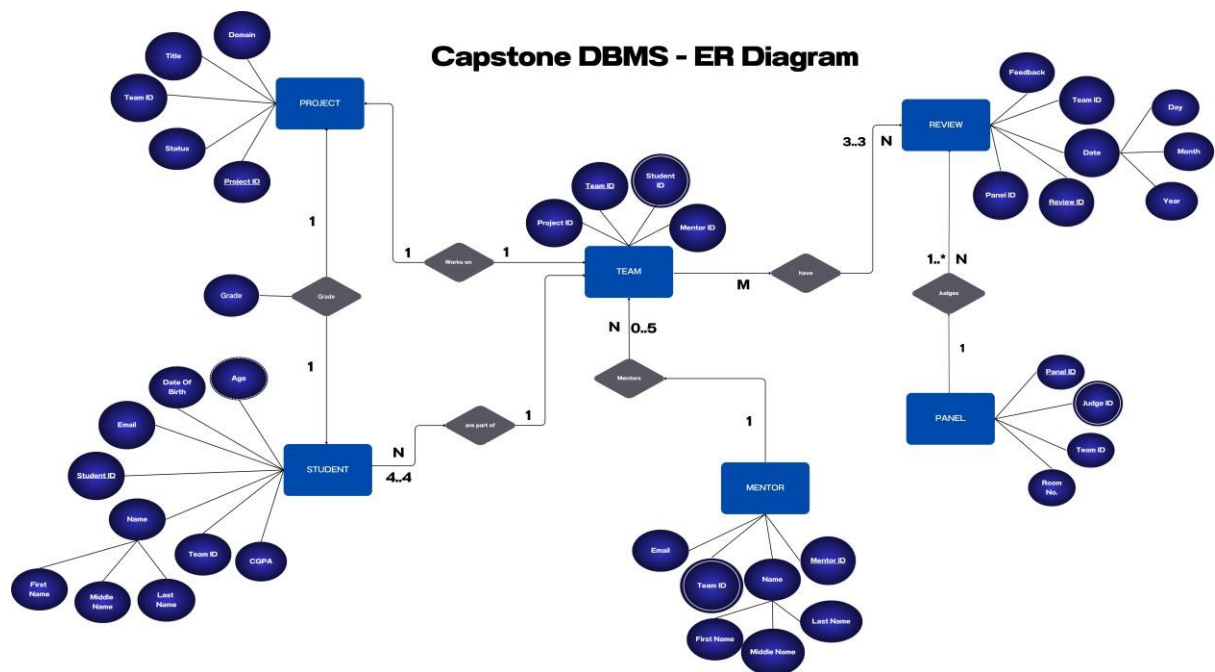 Capstone DBMS - ER Diagram
Domain
Title
Team ID
Status
Project ID
PROJECT
1
Grade
Grade
1
1
Works on
1
Project ID
Team ID
Student
ID
Mentor ID
TEAM
M
have
3..3
N
REVIEW
Feedback
Team ID
Date
Day
Month
Year
Panel ID
Review ID
1..*
N
Judges
1
PANEL
Panel ID
Judge ID
Team ID
Room
No.
N
0..5
Mentors
1
MENTOR
Email
Team ID
Name
Mentor ID
First Name
Middle Name
Last Name
Age
Date Of
Birth
Email
Student ID
Name
Team ID
CGPA
First
Name
Middle
Name
Last
Name
STUDENT
N
4..4
are part of
1